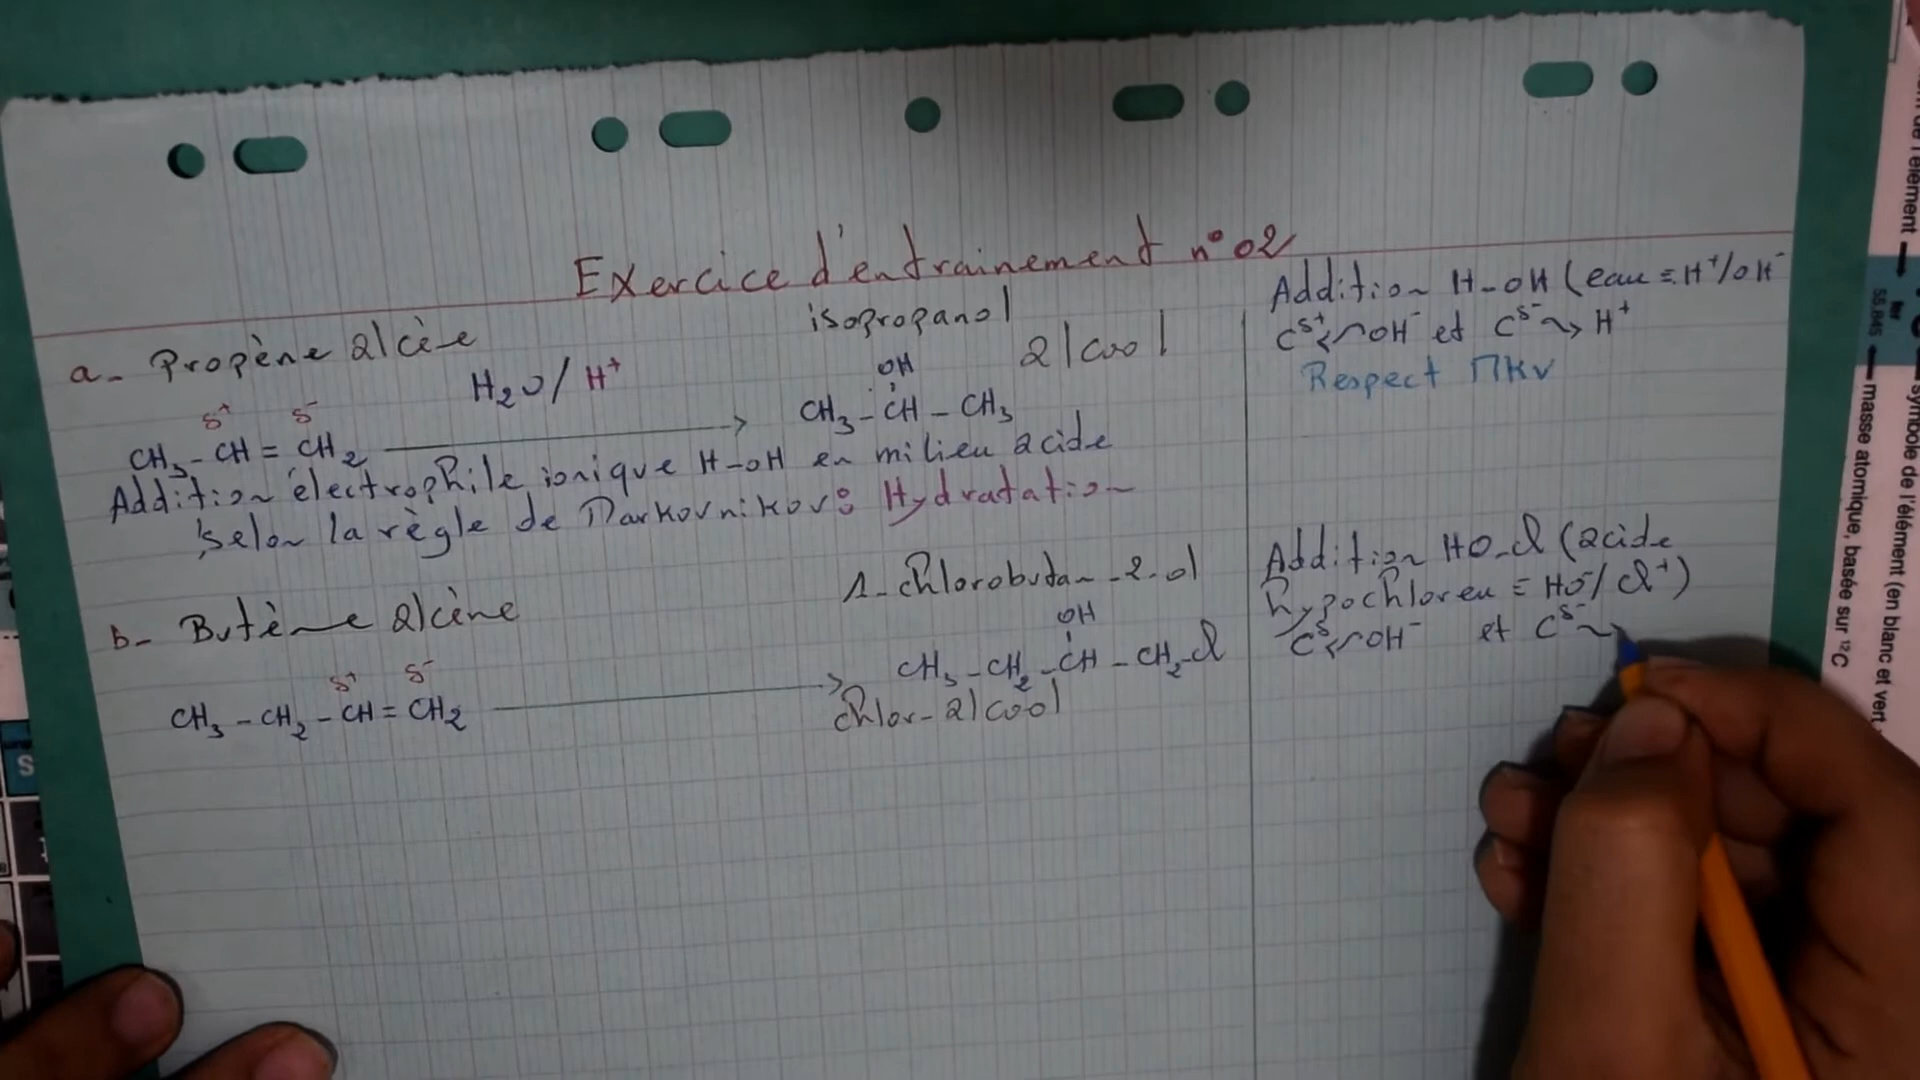 Exercice d'entrainement n° 02
a- Propène alcène
H2O/H+
isopropanol
alcool
OH
δ+ δ-
CH3-CH=CH2
CH3-CH-CH3
Addition électrophile ionique H-OH en milieu acide
selon la règle de Markovnikov: Hydratation
Addition H-OH (eau = H+/OH-
Cδ+ OH- et Cδ- H+
Respect MKV
b- Butène alcène
1-chlorobutan-2-ol
OH
δ+ δ-
CH3-CH2-CH=CH2
CH3-CH2-CH-CH2-Cl
chlor-alcool
Addition HO-Cl (acide
hypochloreu = HO-/Cl+)
Cδ OH- et Cδ-
masse atomique, basée sur 12C
symbole de l'élément (en blanc et vert
fer
55.845
de l'élément
S